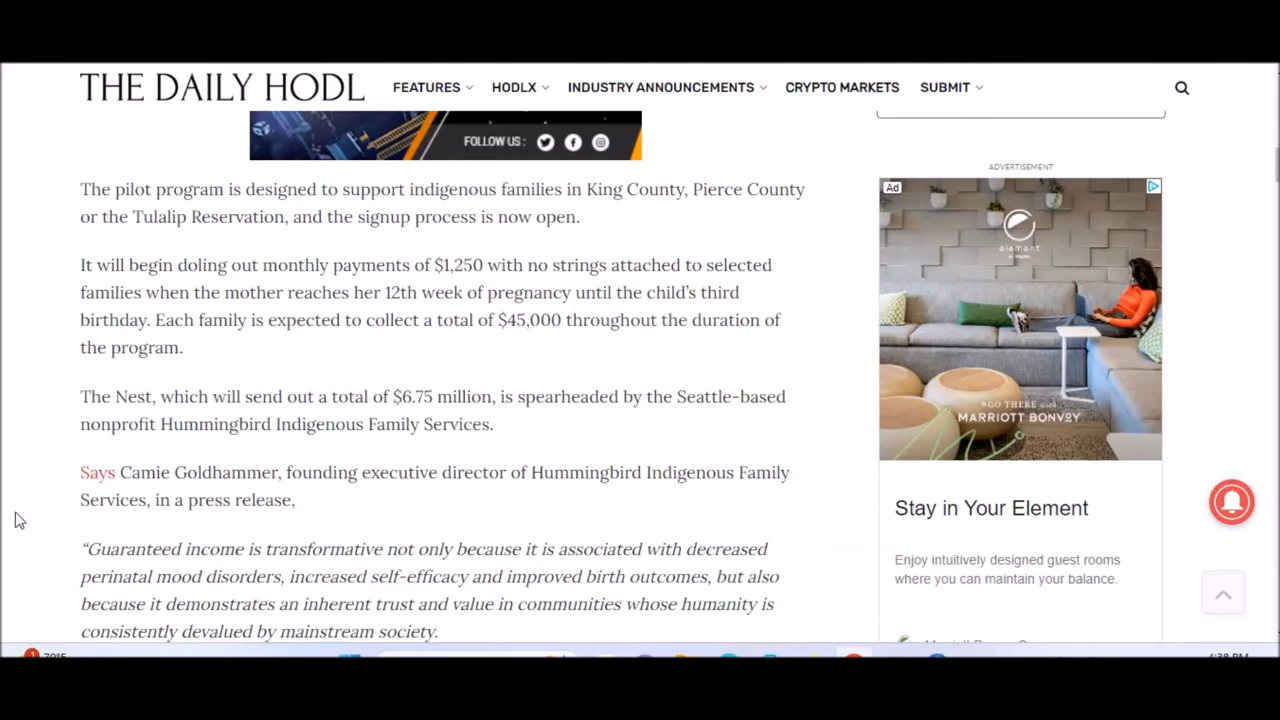 THE DAILY HODL
FEATURES
HODLX
INDUSTRY ANNOUNCEMENTS
CRYPTO MARKETS
SUBMIT
FOLLOW US :
The pilot program is designed to support indigenous families in King County, Pierce County
or the Tulalip Reservation, and the signup process is now open.
It will begin doling out monthly payments of $1,250 with no strings attached to selected
families when the mother reaches her 12th week of pregnancy until the child’s third
birthday. Each family is expected to collect a total of $45,000 throughout the duration of
the program.
The Nest, which will send out a total of $6.75 million, is spearheaded by the Seattle-based
nonprofit Hummingbird Indigenous Family Services.
Says Camie Goldhammer, founding executive director of Hummingbird Indigenous Family
Services, in a press release,
“Guaranteed income is transformative not only because it is associated with decreased
perinatal mood disorders, increased self-efficacy and improved birth outcomes, but also
because it demonstrates an inherent trust and value in communities whose humanity is
consistently devalued by mainstream society.
ADVERTISEMENT
Ad
element
#GO THERE with
MARRIOTT BONVOY
Stay in Your Element
Enjoy intuitively designed guest rooms
where you can maintain your balance.